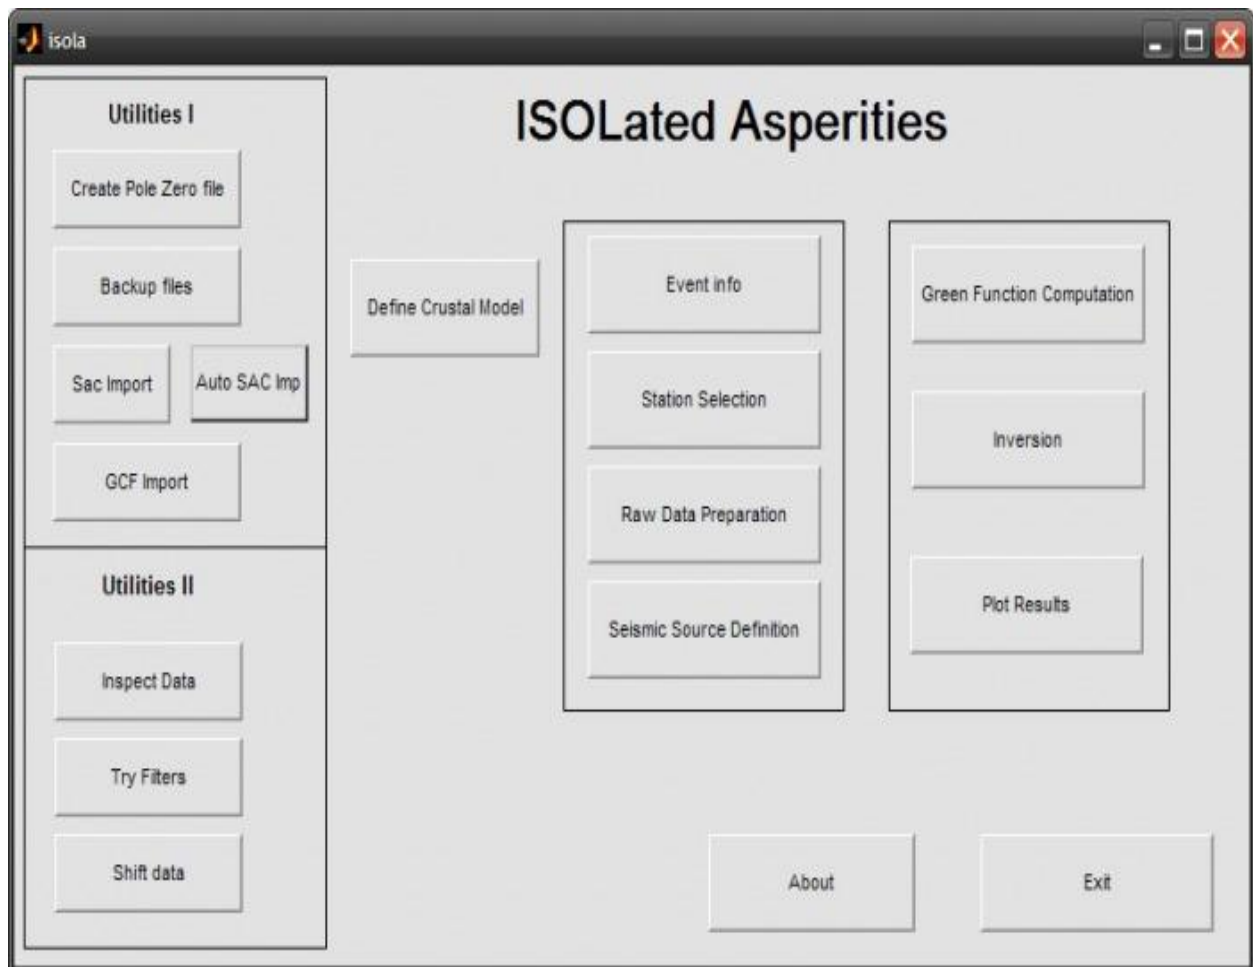 isola
Utilities I
Create Pole Zero file
Backup files
Sac Import
Auto SAC Imp
GCF Import
Utilities II
Inspect Data
Try Filters
Shift data
ISOLated Asperities
Define Crustal Model
Event info
Station Selection
Raw Data Preparation
Seismic Source Definition
Green Function Computation
Inversion
Plot Results
About
Exit